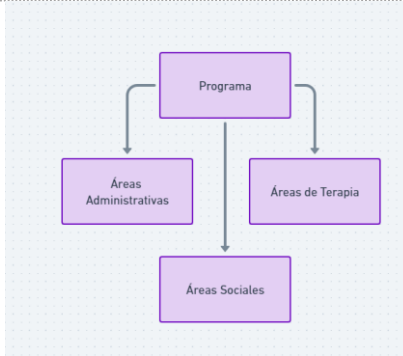 Programa
Áreas
Administrativas
Áreas de Terapia
Áreas Sociales